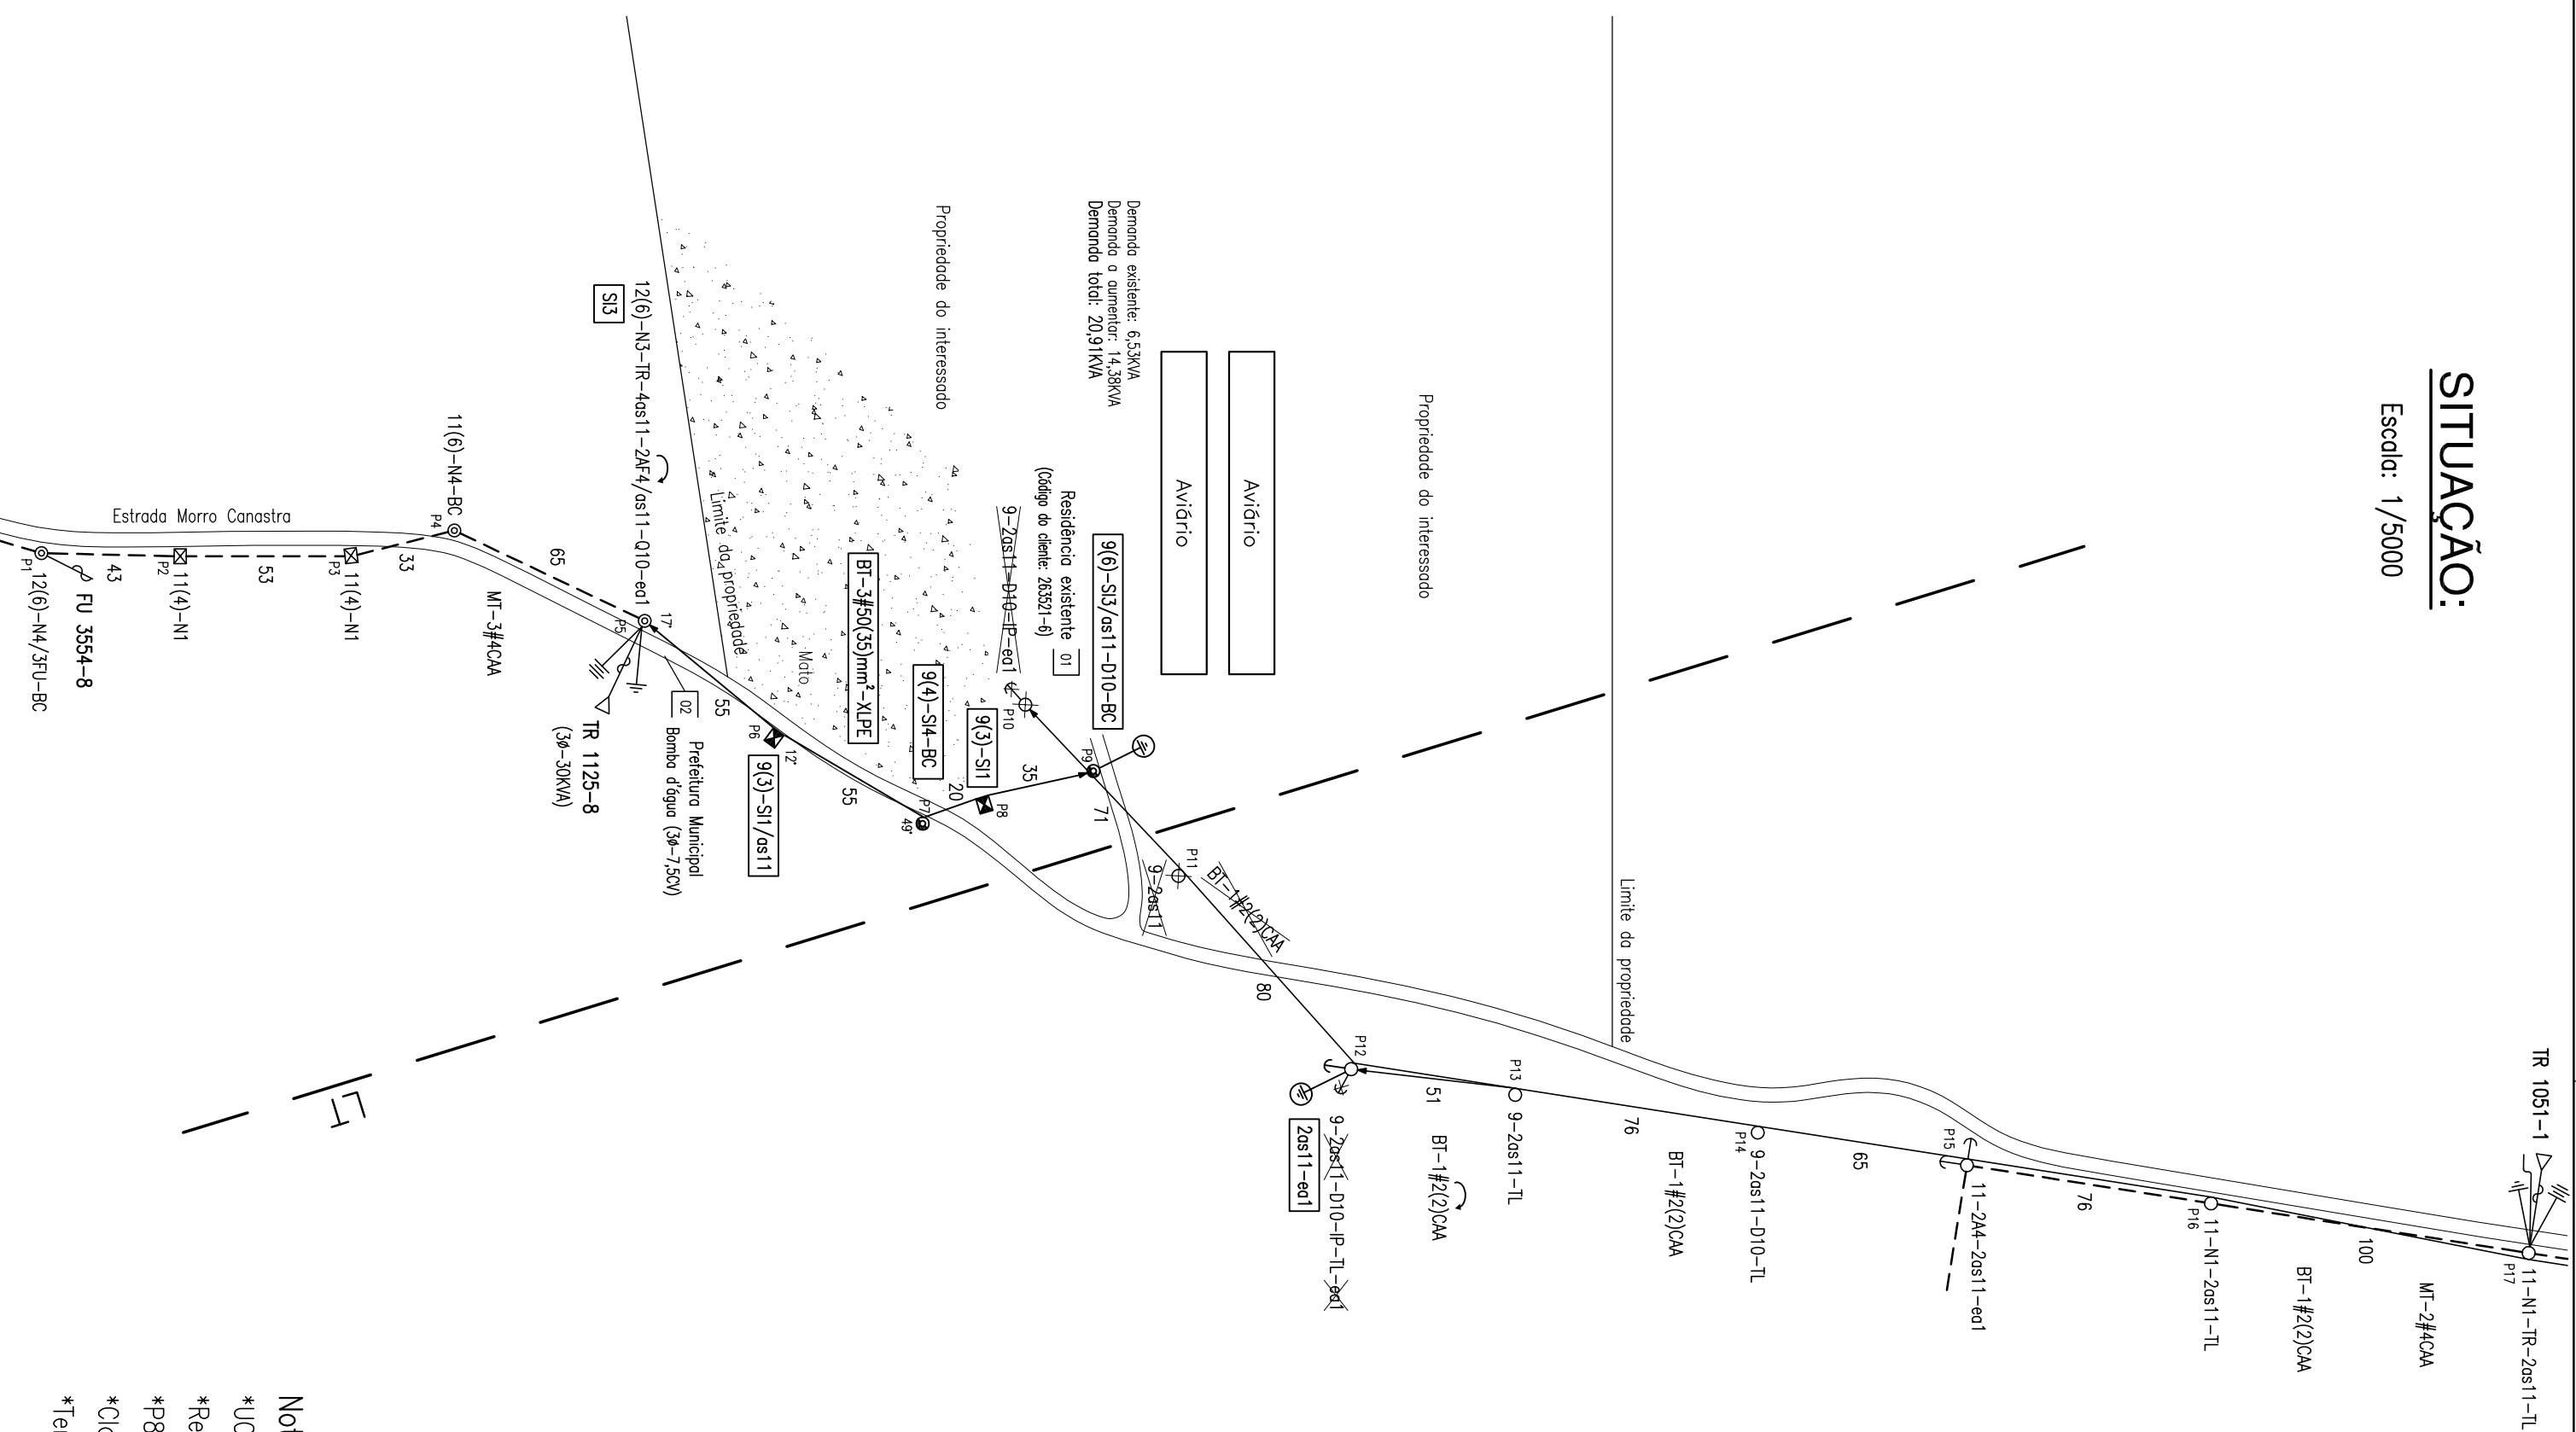 SITUAÇÃO:
Escala: 1/5000
TR 1051-1
11-N1-TR-2as11-TL
P17
MT-2#4CAA
100
BT-1#2(2)CAA
11-N1-2as11-TL
P16
76
11-2A4-2as11-ea1
P15
65
9-2as11-D10-TL
P14
BT-1#2(2)CAA
76
Limite da propriedade
P13
9-2as11-TL
BT-1#2(2)CAA
51
Propriedade do interessado
P12
9-2as11-D10-IP-TL-ea1
2as11-ea1
80
BT-1#2(2)CAA
Aviário
Aviário
P11
9-2as11
71
Demanda existente: 6,53KVA
Demanda a aumentar: 14,38KVA
Demanda total: 20,91KVA
9(6)-SI3/as11-D10-BC
P9
Residência existente
01
(Código do cliente: 263521-6)
35
9-2as11-D10-IP-ea1
P10
P8
9(3)-SI1
20
Propriedade do interessado
9(4)-SI4-BC
P7
49°
BT-3#50(35)mm²-XLPE
55
Mato
12°
P6
9(3)-SI1/as11
Limite da propriedade
55
Prefeitura Municipal
Bomba d'água (3ø-7,5CV)
02
17°
12(6)-N3-TR-4as11-2AF4/as11-Q10-ea1
SI3
P5
TR 1125-8
(3ø-30KVA)
65
MT-3#4CAA
11(6)-N4-BC
P4
33
11(4)-N1
P3
Estrada Morro Canastra
53
11(4)-N1
P2
43
FU 3554-8
12(6)-N4/3FU-BC
P1
LT
*UC
*P8